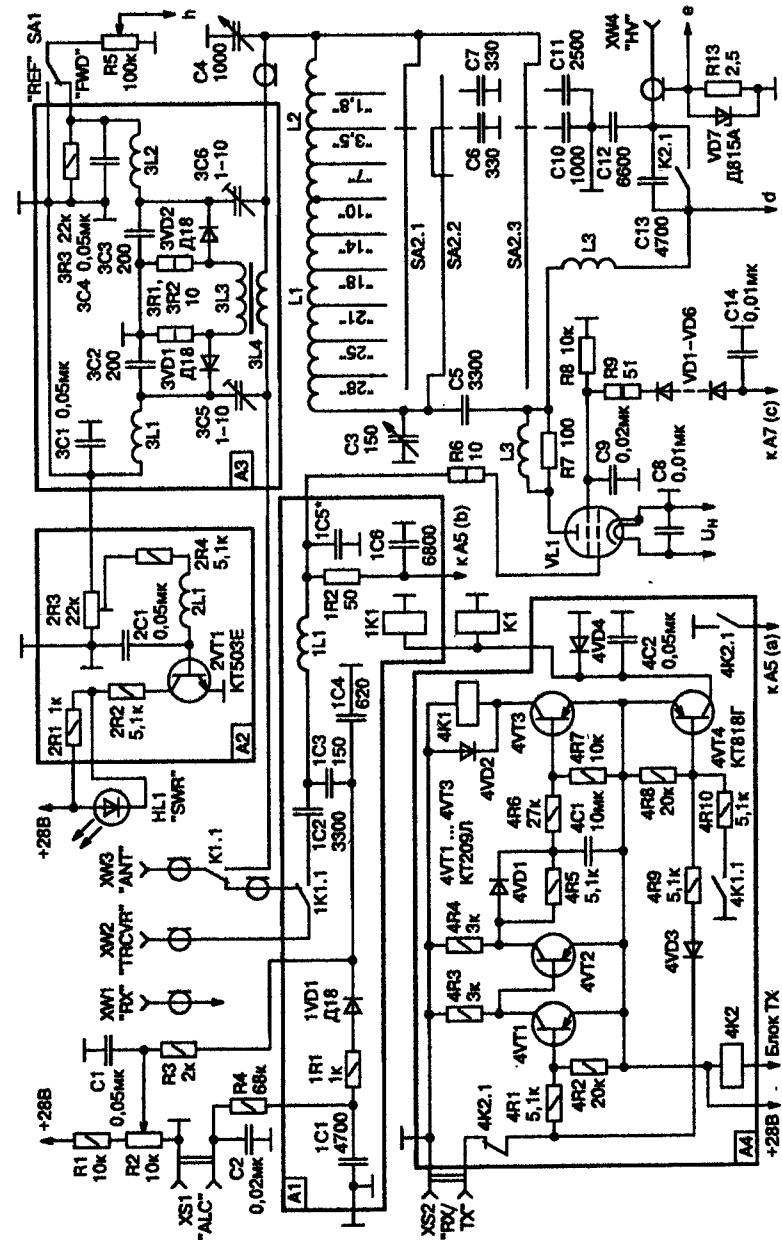 +28В
R1
10к
R2
10к
XS1
"ALC"
C1
0,05мк
R3
2к
R4
68к
C2
0,02мк
XW1
"RX"
XW2
"TRCVR"
XW3
"ANT"
K1.1
1K1.1
+28В
HL1
"SWR"
2R1 1к
2R2
5,1к
2R3
22к
2C1
0,05мк
2VT1
КТ503Е
2R4
5,1к
2L1
A2
3C1 0,05мк
3L1
3C2
200
3VD1
Д18
3C5
1-10
3R1,
3R2
10
3L3
3L4
3VD2
Д18
3C3
200
3R3 22к
3C4 0,05мк
3L2
3C6
1-10
A3
"REF" SA1
"FWD"
R5
100к
h
C4
1000
A1
1C1
4700
1R1
1к
1VD1
Д18
1C2
3300
1C3
150
1C4
620
1L1
1R2
50
1C5*
1C6
6800
к A5 (b)
1K1
K1
R6
10
C3
150
L1
L2
"28"
"25"
"21"
"18"
"14"
"10"
"7"
"3,5"
"1,8"
SA2.1
SA2.2
SA2.3
C5
3300
C6
330
C7
330
C10
1000
C11
2500
C12
6600
XW4
"HV"
L3
R7 100
L3
C13
4700
K2.1
VD7
Д815А
R13
2,5
e
d
VL1
Uн
C8
0,01мк
C9
0,02мк
R8 10к
R9
51
VD1-VD6
C14
0,01мк
к A7 (c)
XS2
"RX/
TX"
4K2.1
4R1
5,1к
4R2
20к
4VT1
4R3
3к
4R4
3к
4VT2
4VD1
4R5
5,1к
4VT1 ... 4VT3
КТ209Л
4R6
27к
4C1
10мк
4VD2
4K1
4VT3
4R7
10к
4R8
20к
4VD3
4R9
5,1к
4K1.1
4R10
5,1к
4VT4
КТ818Г
4VD4
4C2
0,05мк
4K2.1
к A5 (a)
4K2
A4
+28В
-
Блок TX